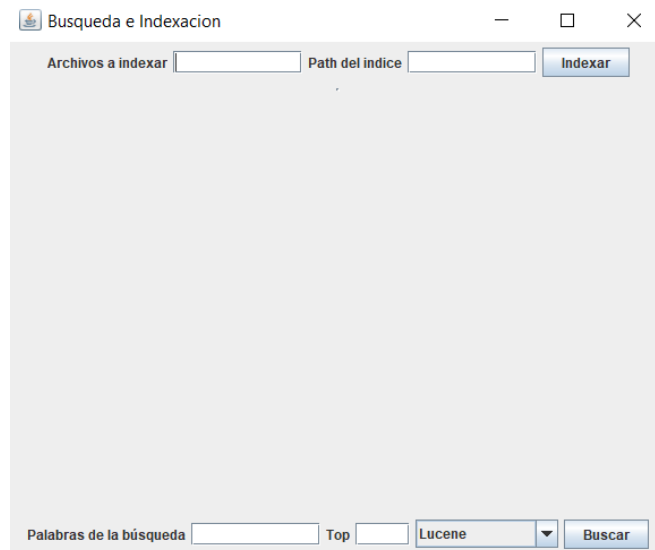 Busqueda e Indexacion
Archivos a indexar Path del indice Indexar
Palabras de la búsqueda Top Lucene Buscar